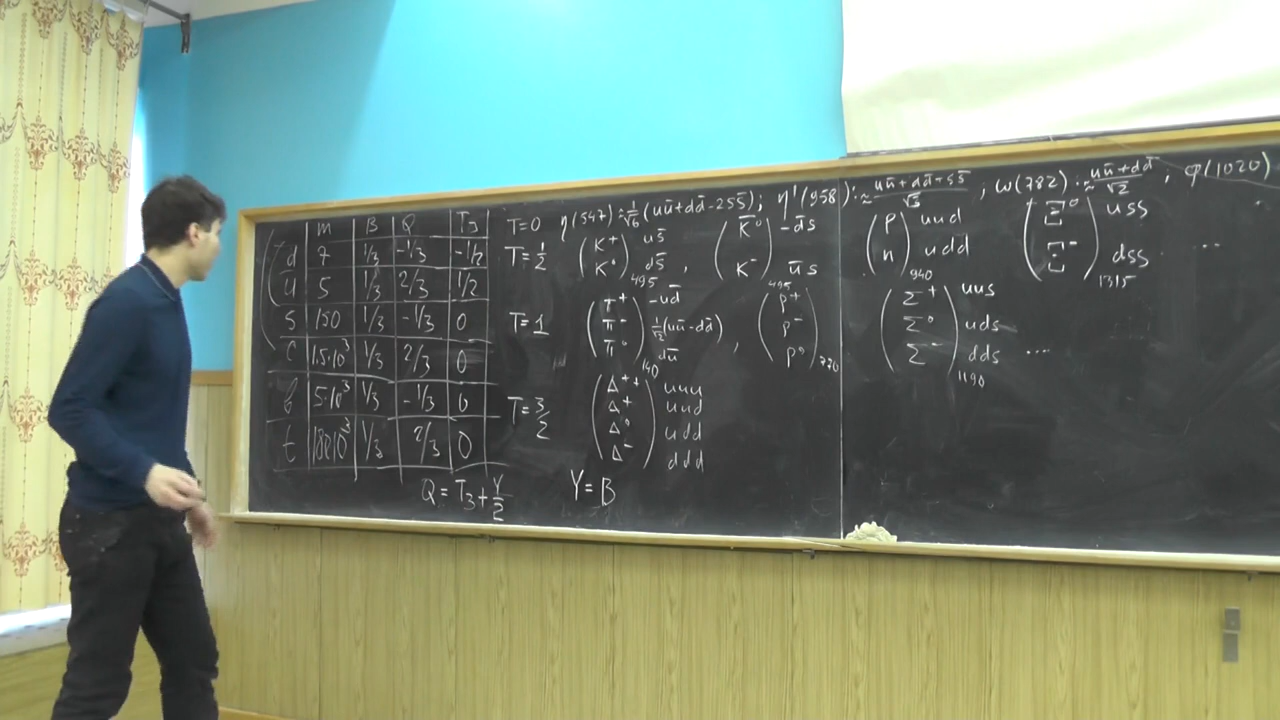 m B Q T₃
d 7 1/3 -1/3 -1/2
u 5 1/3 2/3 1/2
s 150 1/3 -1/3 0
c 1.5·10³ 1/3 2/3 0
b 5·10³ 1/3 -1/3 0
t 180·10³ 1/3 2/3 0
Q = T₃ + Y/2
Y = B
T=0 η(547) ≈ 1/√6 (uū+dd̄-2ss̄); η'(958) : ≈ uū+dd̄+ss̄/√3 ; ω(782) : ≈ uū+dd̄/√2 ; φ(1020)
T=1/2 (K⁺ K⁰) us̄ ds̄ 495 , (K̄⁰ K⁻) -d̄s ūs 495 (p n) uud udd 940 (Ξ⁰ Ξ⁻) uss dss 1315 ...
T=1 (π⁺ π⁻ π⁰) -ud̄ 1/√2(uū-dd̄) dū 140 , (ρ⁺ ρ⁻ ρ⁰) 770 (Σ⁺ Σ⁰ Σ⁻) uus uds dds 1190 ....
T=3/2 (Δ⁺⁺ Δ⁺ Δ⁰ Δ⁻) uuu uud udd ddd